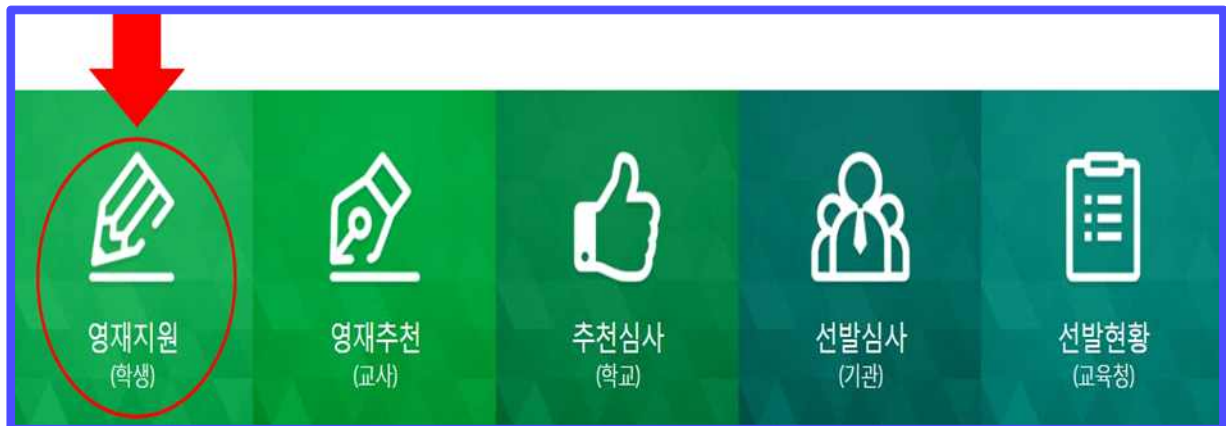 영재지원
(학생)
영재추천
(교사)
추천심사
(학교)
선발심사
(기관)
선발현황
(교육청)